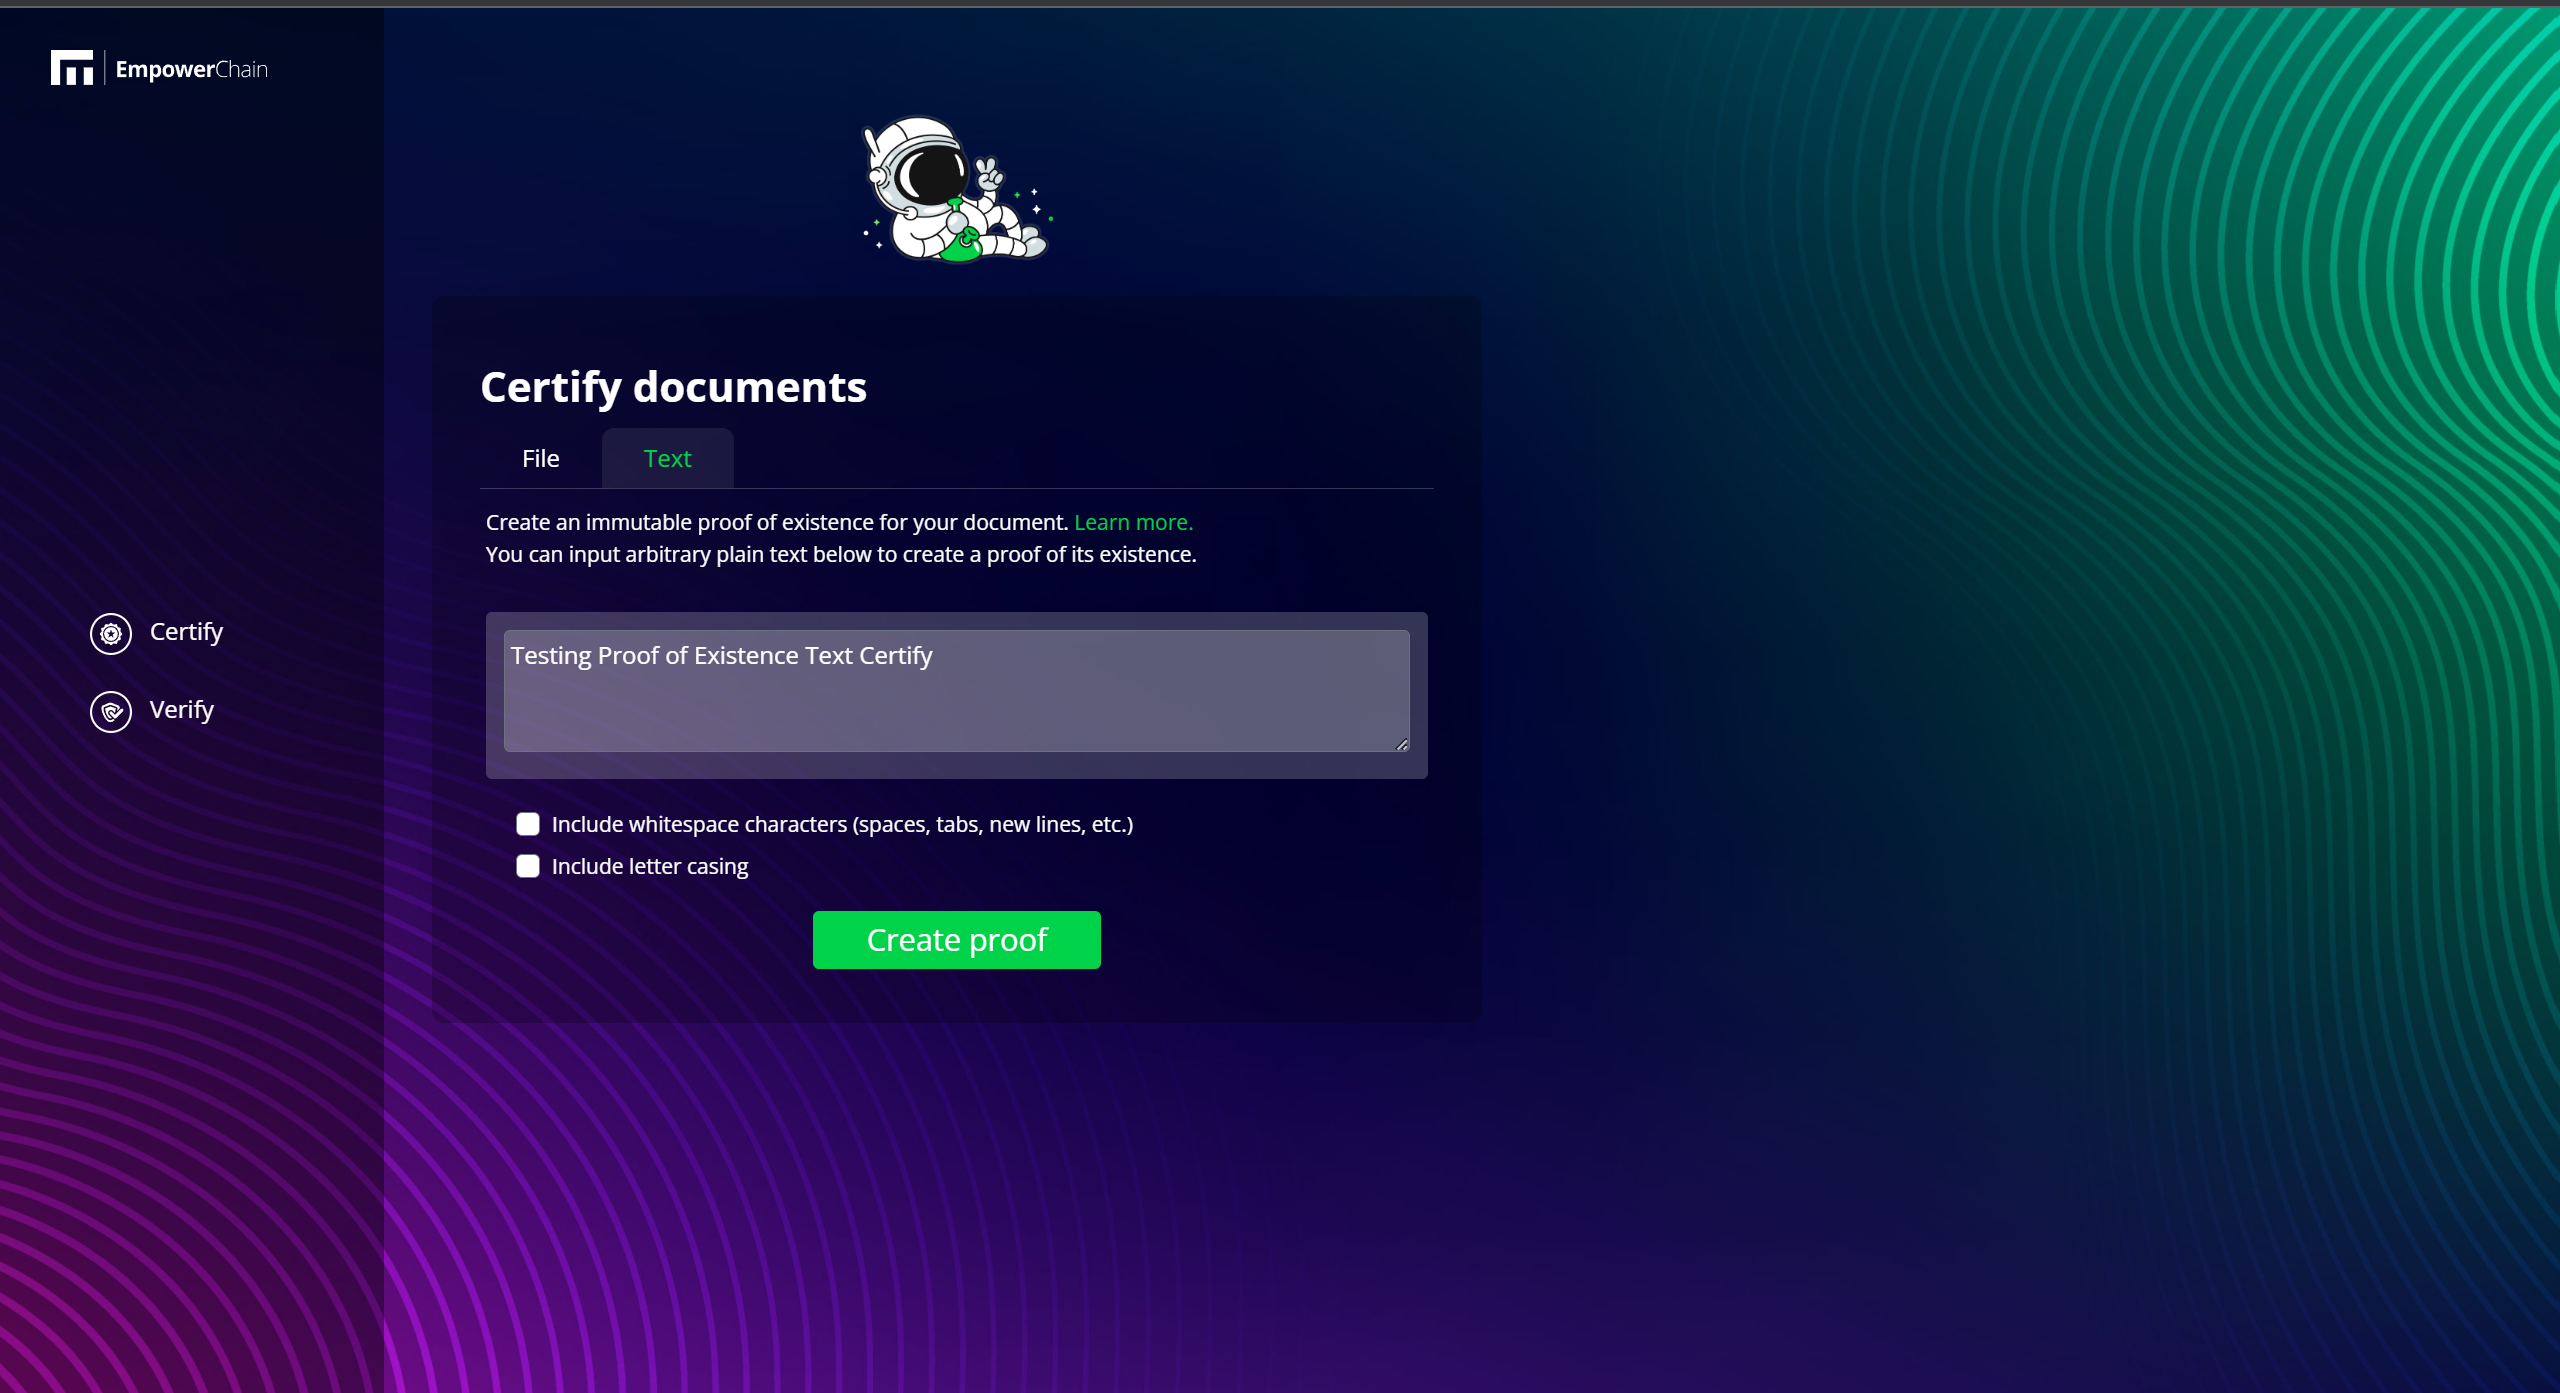 EmpowerChain
Certify
Verify
Certify documents
File
Text
Create an immutable proof of existence for your document. Learn more.
You can input arbitrary plain text below to create a proof of its existence.
Testing Proof of Existence Text Certify
Include whitespace characters (spaces, tabs, new lines, etc.)
Include letter casing
Create proof